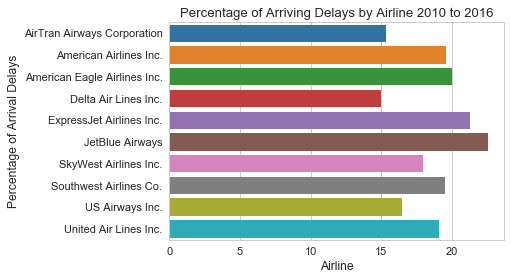 Percentage of Arriving Delays by Airline 2010 to 2016
Percentage of Arrival Delays
AirTran Airways Corporation
American Airlines Inc.
American Eagle Airlines Inc.
Delta Air Lines Inc.
ExpressJet Airlines Inc.
JetBlue Airways
SkyWest Airlines Inc.
Southwest Airlines Co.
US Airways Inc.
United Air Lines Inc.
0 5 10 15 20
Airline